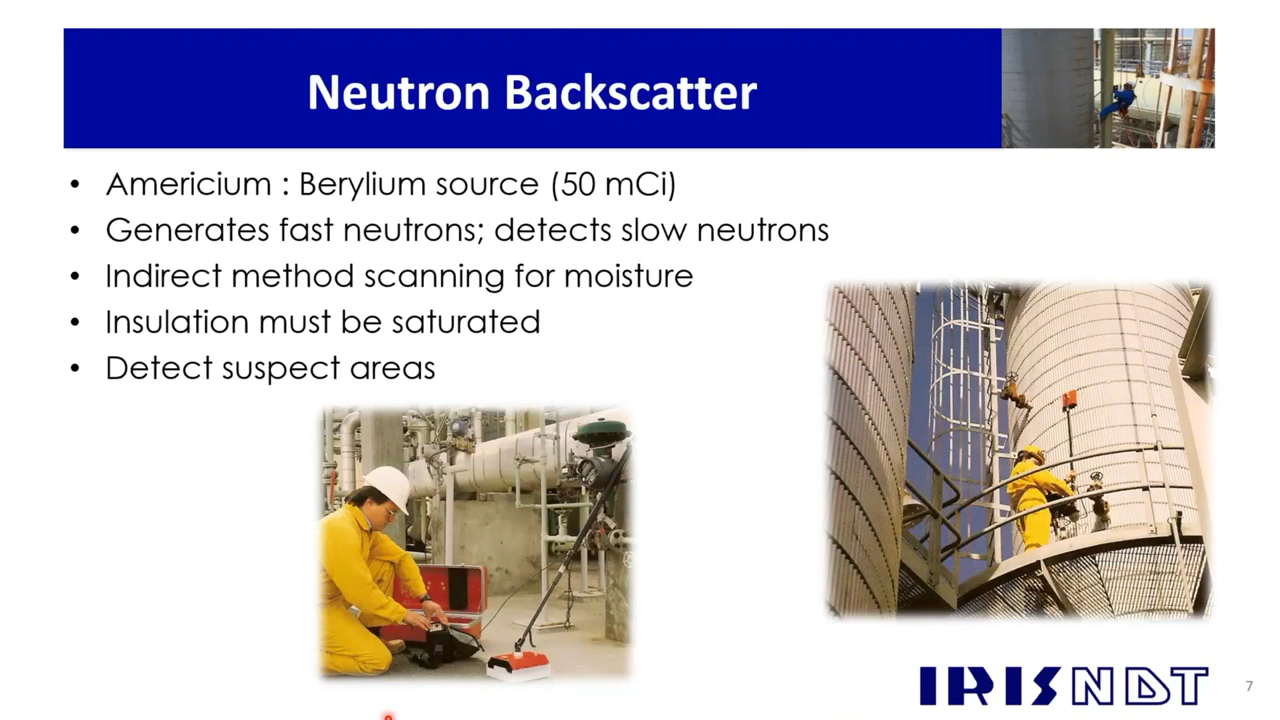 Neutron Backscatter
• Americium : Berylium source (50 mCi)
• Generates fast neutrons; detects slow neutrons
• Indirect method scanning for moisture
• Insulation must be saturated
• Detect suspect areas
IRISNDT
7